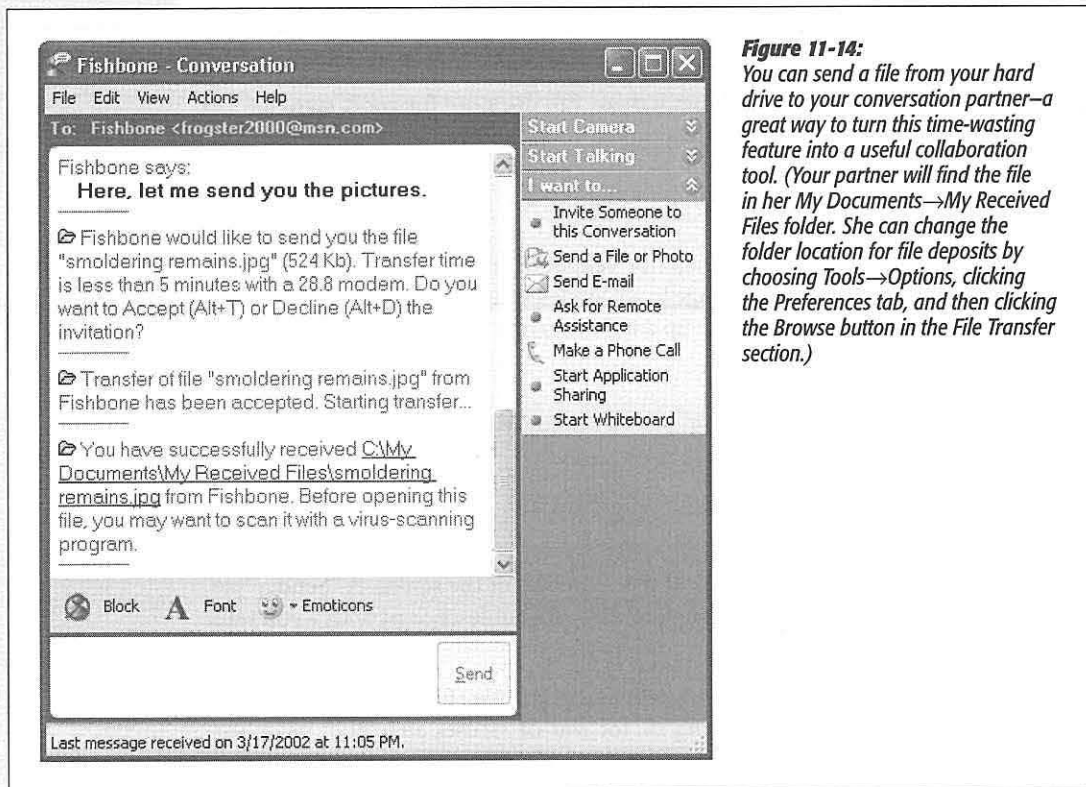 Fishbone - Conversation
File Edit View Actions Help
To: Fishbone <frogster2000@msn.com>
Fishbone says:
Here, let me send you the pictures.
Fishbone would like to send you the file
"smoldering remains.jpg" (524 Kb). Transfer time
is less than 5 minutes with a 28.8 modem. Do you
want to Accept (Alt+T) or Decline (Alt+D) the
invitation?
Transfer of file "smoldering remains.jpg" from
Fishbone has been accepted. Starting transfer...
You have successfully received C:\My
Documents\My Received Files\smoldering
remains.jpg from Fishbone. Before opening this
file, you may want to scan it with a virus-scanning
program.
Block A Font Emoticons
Send
Last message received on 3/17/2002 at 11:05 PM.
Start Camera
Start Talking
I want to...
Invite Someone to
this Conversation
Send a File or Photo
Send E-mail
Ask for Remote
Assistance
Make a Phone Call
Start Application
Sharing
Start Whiteboard
Figure 11-14:
You can send a file from your hard
drive to your conversation partner—a
great way to turn this time-wasting
feature into a useful collaboration
tool. (Your partner will find the file
in her My Documents→My Received
Files folder. She can change the
folder location for file deposits by
choosing Tools→Options, clicking
the Preferences tab, and then clicking
the Browse button in the File Transfer
section.)